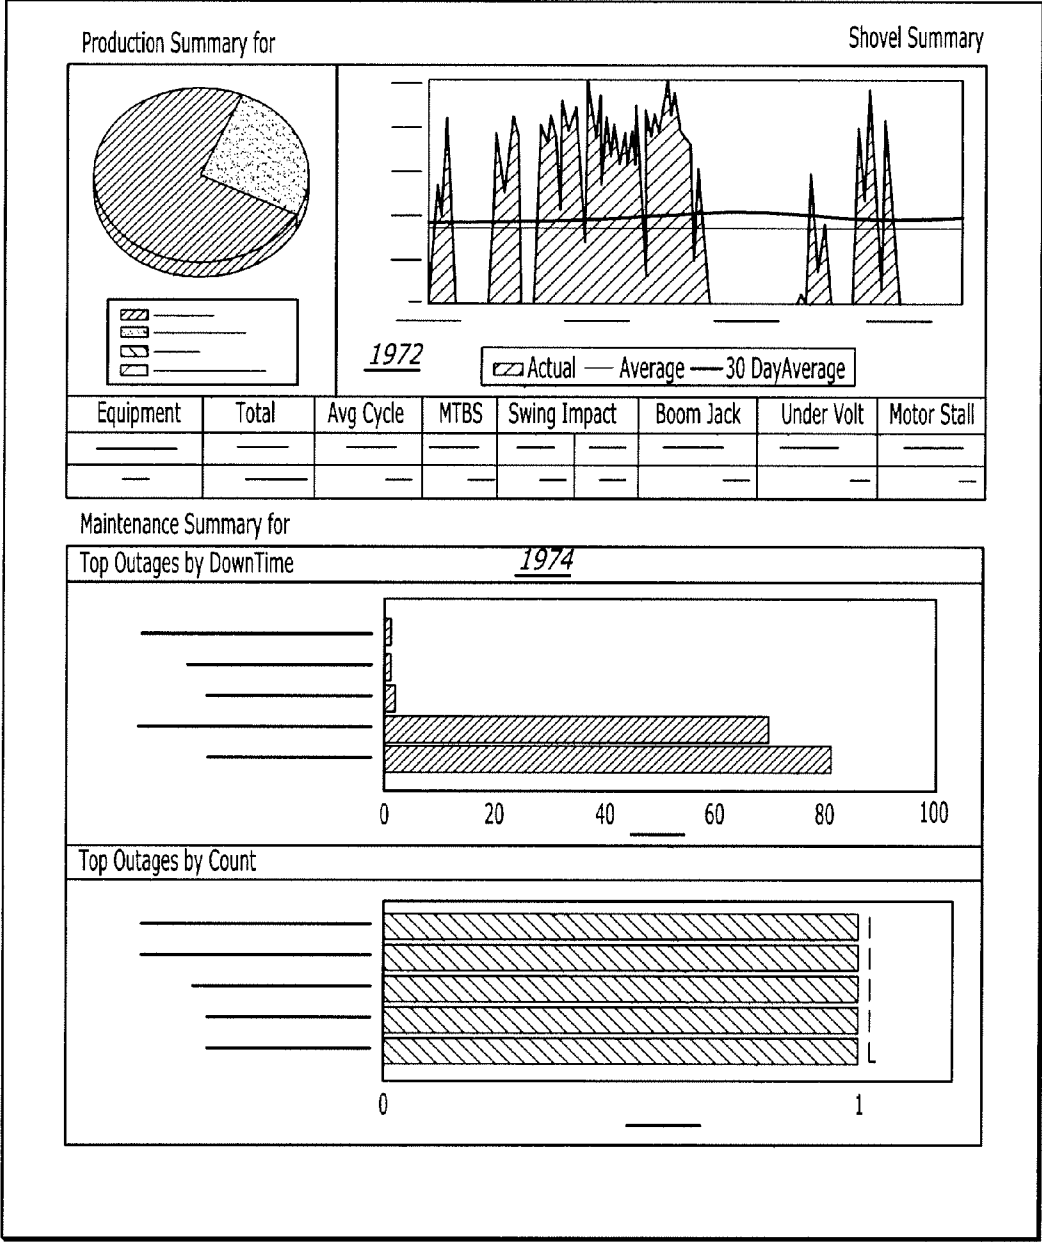 Production Summary for
Shovel Summary
1972
Actual Average 30 DayAverage
Equipment Total Avg Cycle MTBS Swing Impact Boom Jack Under Volt Motor Stall
Maintenance Summary for
Top Outages by DownTime
1974
0 20 40 60 80 100
Top Outages by Count
0 1